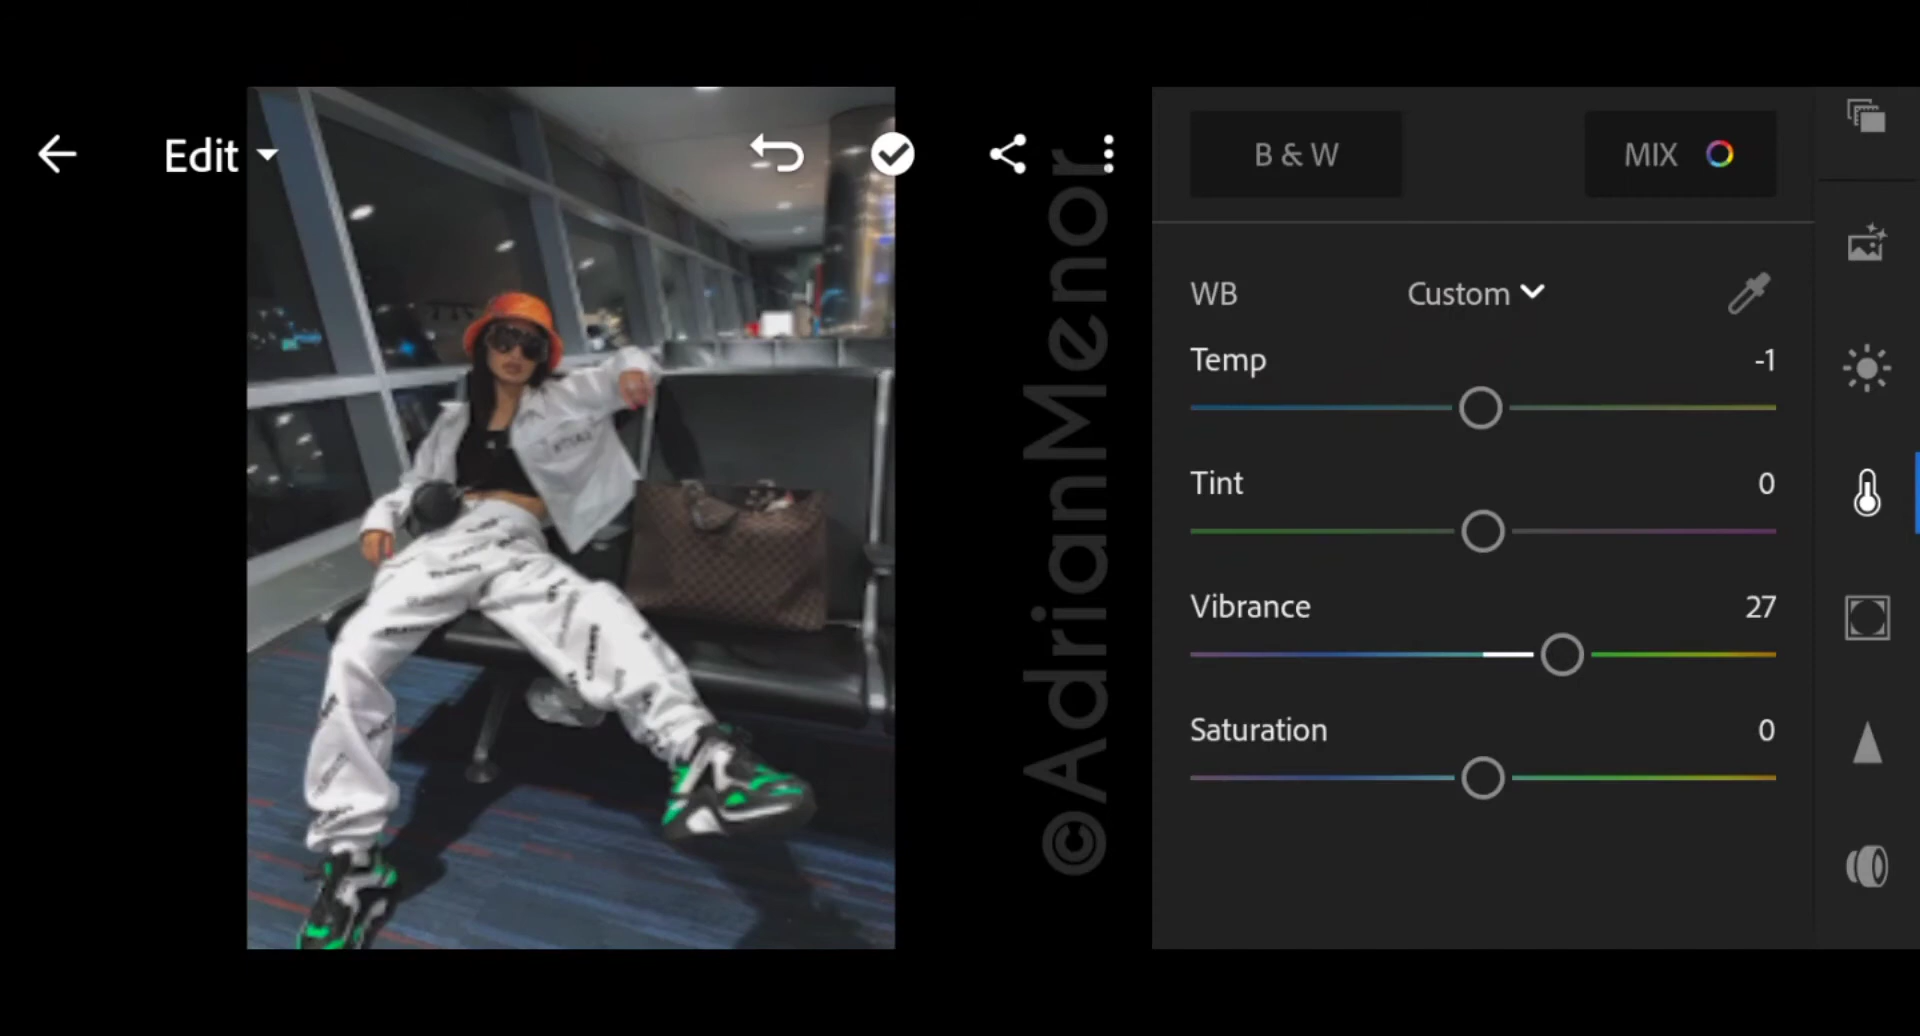 Edit
B & W
MIX
WB
Custom
Temp
-1
Tint
0
Vibrance
27
Saturation
0
©AdrianMenor